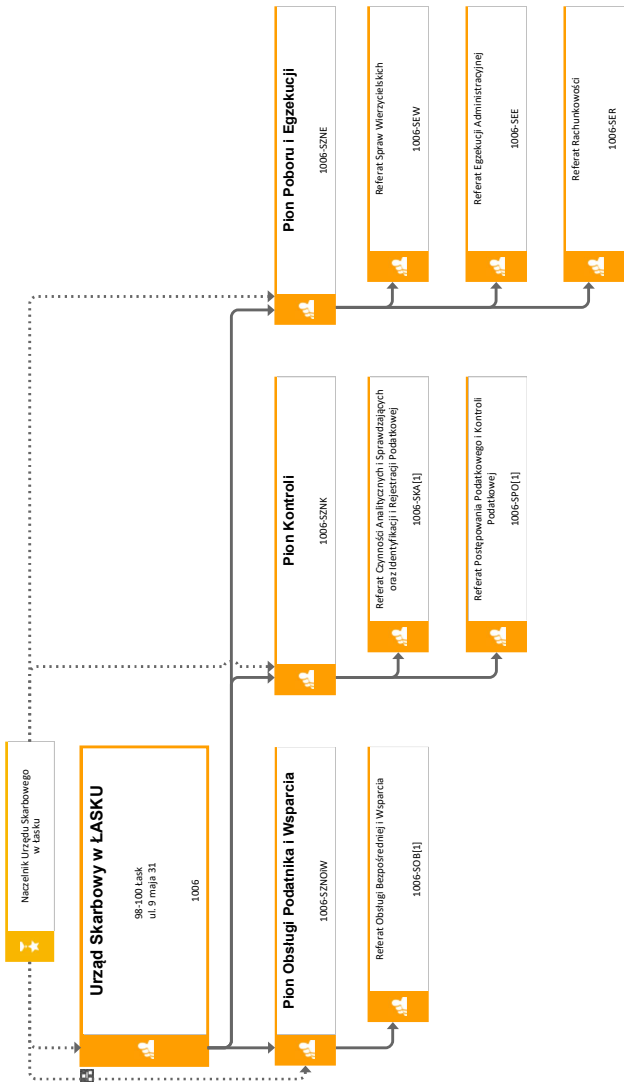 Naczelnik Urzędu Skarbowego
w Łasku
Urząd Skarbowy w ŁASKU
98-100 Łask
ul. 9 maja 31
1006
Pion Obsługi Podatnika i Wsparcia
1006-SZNOIW
Referat Obsługi Bezpośredniej i Wsparcia
1006-SOB[1]
Pion Kontroli
1006-SZNK
Referat Czynności Analitycznych i Sprawdzających
oraz Identyfikacji i Rejestracji Podatkowej
1006-SKA[1]
Referat Postępowania Podatkowego i Kontroli
Podatkowej
1006-SPO[1]
Pion Poboru i Egzekucji
1006-SZNE
Referat Spraw Wierzycielskich
1006-SEW
Referat Egzekucji Administracyjnej
1006-SEE
Referat Rachunkowości
1006-SER